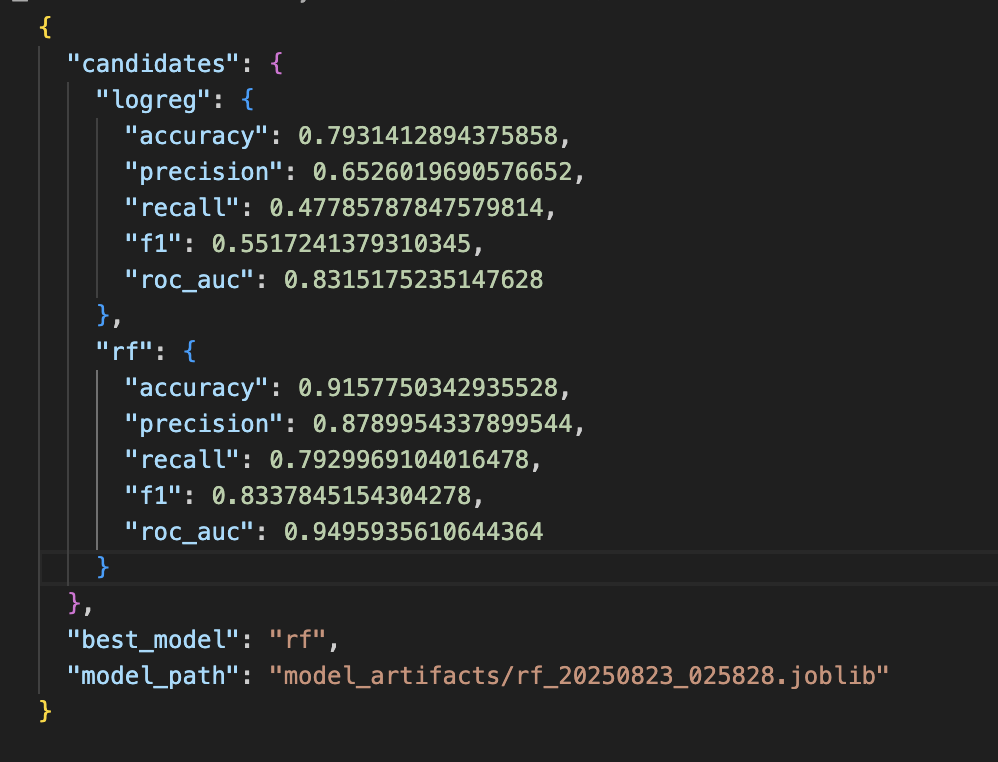 {
  "candidates": {
    "logreg": {
      "accuracy": 0.7931412894375858,
      "precision": 0.6526019690576652,
      "recall": 0.47785787847579814,
      "f1": 0.5517241379310345,
      "roc_auc": 0.8315175235147628
    },
    "rf": {
      "accuracy": 0.9157750342935528,
      "precision": 0.8789954337899544,
      "recall": 0.7929969104016478,
      "f1": 0.8337845154304278,
      "roc_auc": 0.9495935610644364
    }
  },
  "best_model": "rf",
  "model_path": "model_artifacts/rf_20250823_025828.joblib"
}